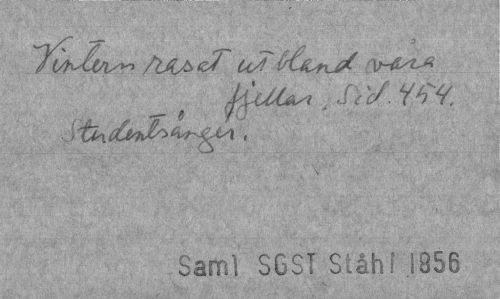 Vintern rasat ut bland våra
fjellar, Sid. 454.
Studentsånger.
Saml SGST Ståhl 1856